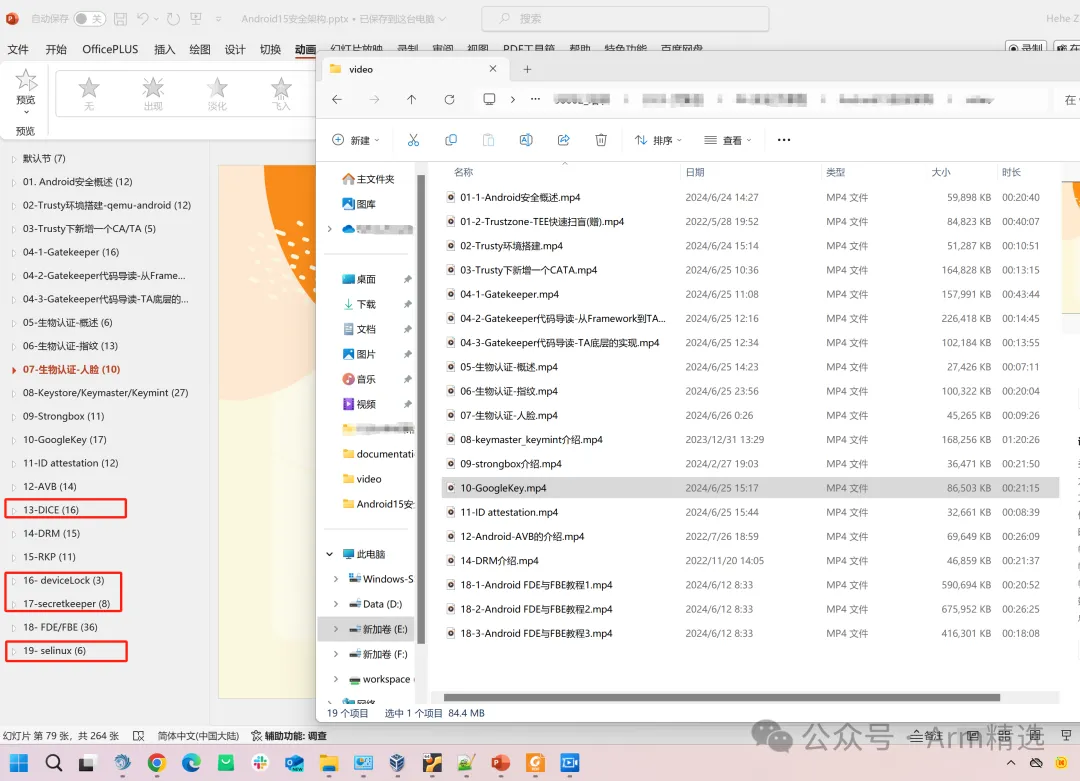 自动保存 关 Android15安全架构.pptx • 已保存到这台电脑 搜索 Hehe Z
文件 开始 OfficePLUS 插入 绘图 设计 切换 动画 幻灯片放映 录制 审阅 视图 PDF工具箱 帮助 特色功能 百度网盘 录制
预览
预览
无 出现 淡化 飞入
默认节 (7)
01. Android安全概述 (12)
02-Trusty环境搭建-qemu-android (12)
03-Trusty下新增一个CA/TA (5)
04-1-Gatekeeper (16)
04-2-Gatekeeper代码导读-从Frame...
04-3-Gatekeeper代码导读-TA底层的...
05-生物认证-概述 (6)
06-生物认证-指纹 (13)
07-生物认证-人脸 (10)
08-Keystore/Keymaster/Keymint (27)
09-Strongbox (11)
10-GoogleKey (17)
11-ID attestation (12)
12-AVB (14)
13-DICE (16)
14-DRM (15)
15-RKP (11)
16- deviceLock (3)
17-secretkeeper (8)
18- FDE/FBE (36)
19- selinux (6)
幻灯片 第 79 张，共 264 张 简体中文(中国大陆) 辅助功能: 调查 备注
video
在
新建 排序 查看
主文件夹
图库
桌面
下载
文档
图片
音乐
视频
documentati
video
Android15安
此电脑
Windows-S
Data (D:)
新加卷 (E:)
新加卷 (F:)
workspace
网络
名称 日期 类型 大小 时长
01-1-Android安全概述.mp4 2024/6/24 14:27 MP4 文件 59,898 KB 00:20:40
01-2-Trustzone-TEE快速扫盲(赠).mp4 2022/5/28 19:52 MP4 文件 84,823 KB 00:40:07
02-Trusty环境搭建.mp4 2024/6/24 15:14 MP4 文件 51,287 KB 00:10:51
03-Trusty下新增一个CATA.mp4 2024/6/25 10:36 MP4 文件 164,828 KB 00:13:15
04-1-Gatekeeper.mp4 2024/6/25 11:08 MP4 文件 157,991 KB 00:43:44
04-2-Gatekeeper代码导读-从Framework到TA... 2024/6/25 12:16 MP4 文件 226,418 KB 00:14:45
04-3-Gatekeeper代码导读-TA底层的实现.mp4 2024/6/25 12:34 MP4 文件 102,184 KB 00:13:55
05-生物认证-概述.mp4 2024/6/25 14:23 MP4 文件 27,426 KB 00:07:11
06-生物认证-指纹.mp4 2024/6/25 23:56 MP4 文件 100,322 KB 00:20:04
07-生物认证-人脸.mp4 2024/6/26 0:26 MP4 文件 45,265 KB 00:09:26
08-keymaster_keymint介绍.mp4 2023/12/31 13:29 MP4 文件 168,256 KB 01:20:26
09-strongbox介绍.mp4 2024/2/27 19:03 MP4 文件 36,471 KB 00:21:50
10-GoogleKey.mp4 2024/6/25 15:17 MP4 文件 86,503 KB 00:21:15
11-ID attestation.mp4 2024/6/25 15:44 MP4 文件 32,661 KB 00:08:39
12-Android-AVB的介绍.mp4 2022/7/26 18:59 MP4 文件 69,649 KB 00:26:09
14-DRM介绍.mp4 2022/11/20 14:05 MP4 文件 46,859 KB 00:21:37
18-1-Android FDE与FBE教程1.mp4 2024/6/12 8:33 MP4 文件 590,694 KB 00:20:52
18-2-Android FDE与FBE教程2.mp4 2024/6/12 8:33 MP4 文件 675,952 KB 00:26:25
18-3-Android FDE与FBE教程3.mp4 2024/6/12 8:33 MP4 文件 416,301 KB 00:18:08
19 个项目 选中 1 个项目 84.4 MB
公众号 · Arm精选